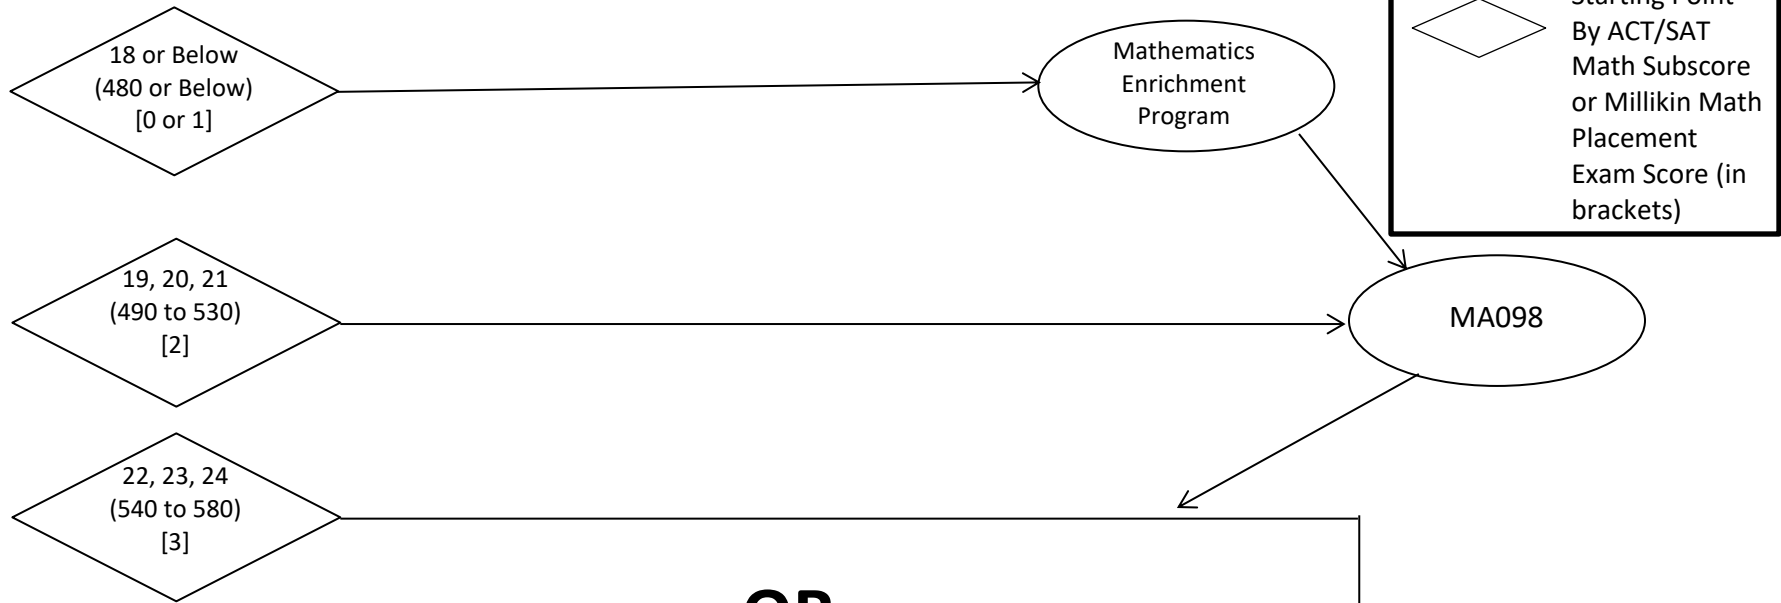 18 or Below
(480 or Below)
[0 or 1]
Mathematics
Enrichment
Program
Starting Point
By ACT/SAT
Math Subscore
or Millikin Math
Placement
Exam Score (in
brackets)
19, 20, 21
(490 to 530)
[2]
MA098
22, 23, 24
(540 to 580)
[3]
OR